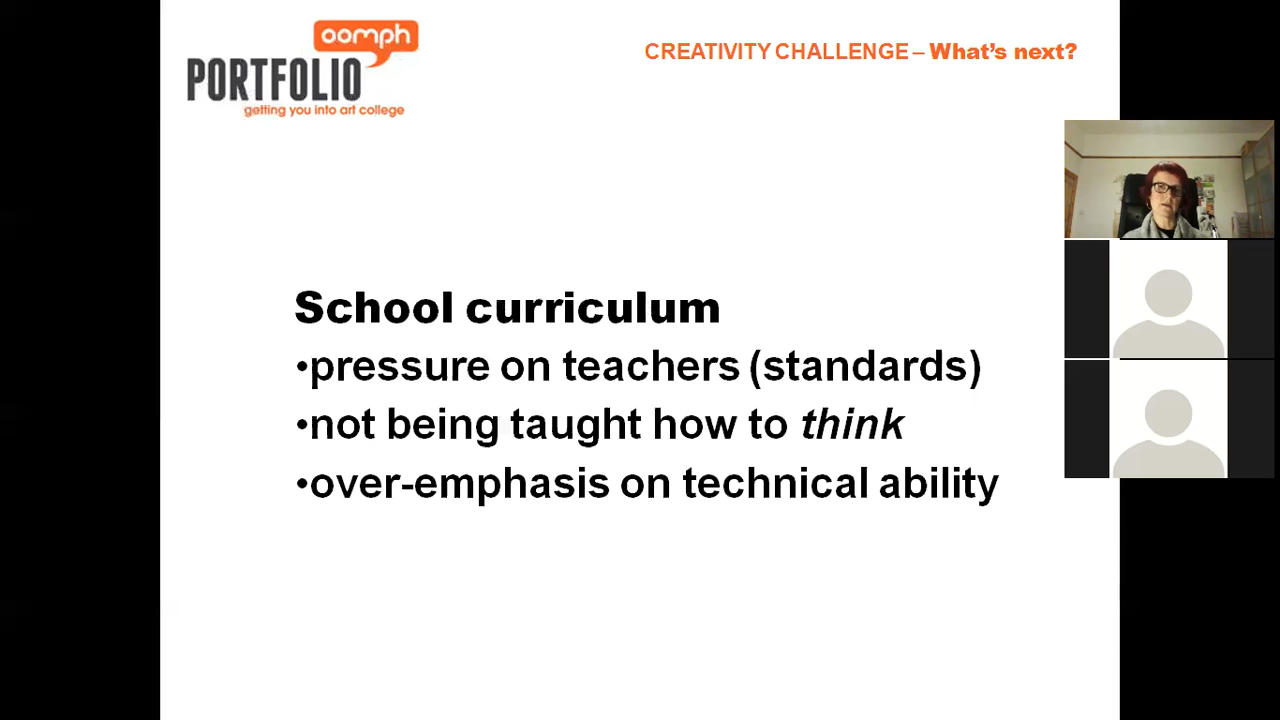 oomph
PORTFOLIO
getting you into art college
CREATIVITY CHALLENGE – What's next?
School curriculum
•pressure on teachers (standards)
•not being taught how to think
•over-emphasis on technical ability